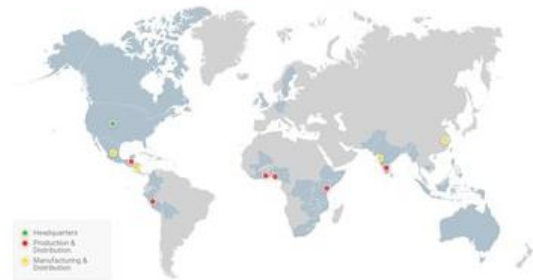 Headquarters
Production &
Distribution
Manufacturing &
Distribution